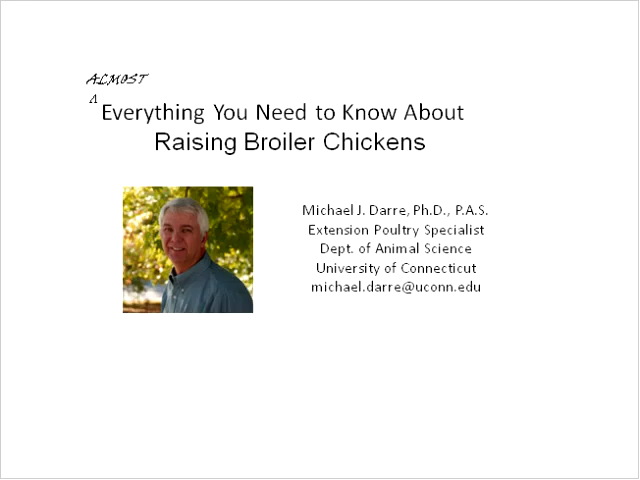 ALMOST
Λ Everything You Need to Know About
Raising Broiler Chickens
Michael J. Darre, Ph.D., P.A.S.
Extension Poultry Specialist
Dept. of Animal Science
University of Connecticut
michael.darre@uconn.edu